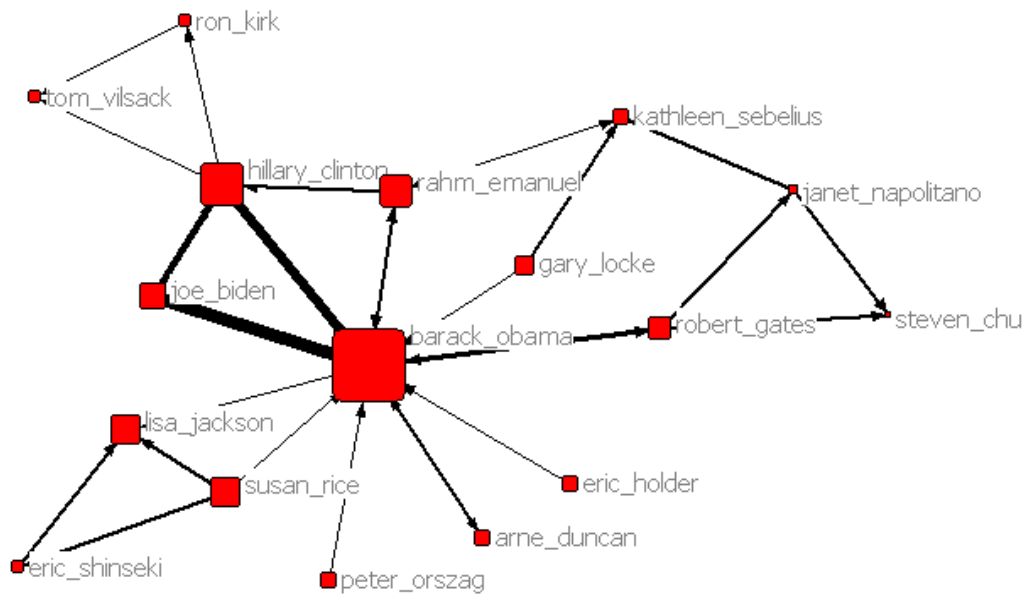 ron_kirk
tom_vilsack
kathleen_sebelius
hillary_clinton
rahm_emanuel
janet_napolitano
gary_locke
joe_biden
steven_chu
robert_gates
barack_obama
lisa_jackson
susan_rice
eric_holder
arne_duncan
eric_shinseki
peter_orszag